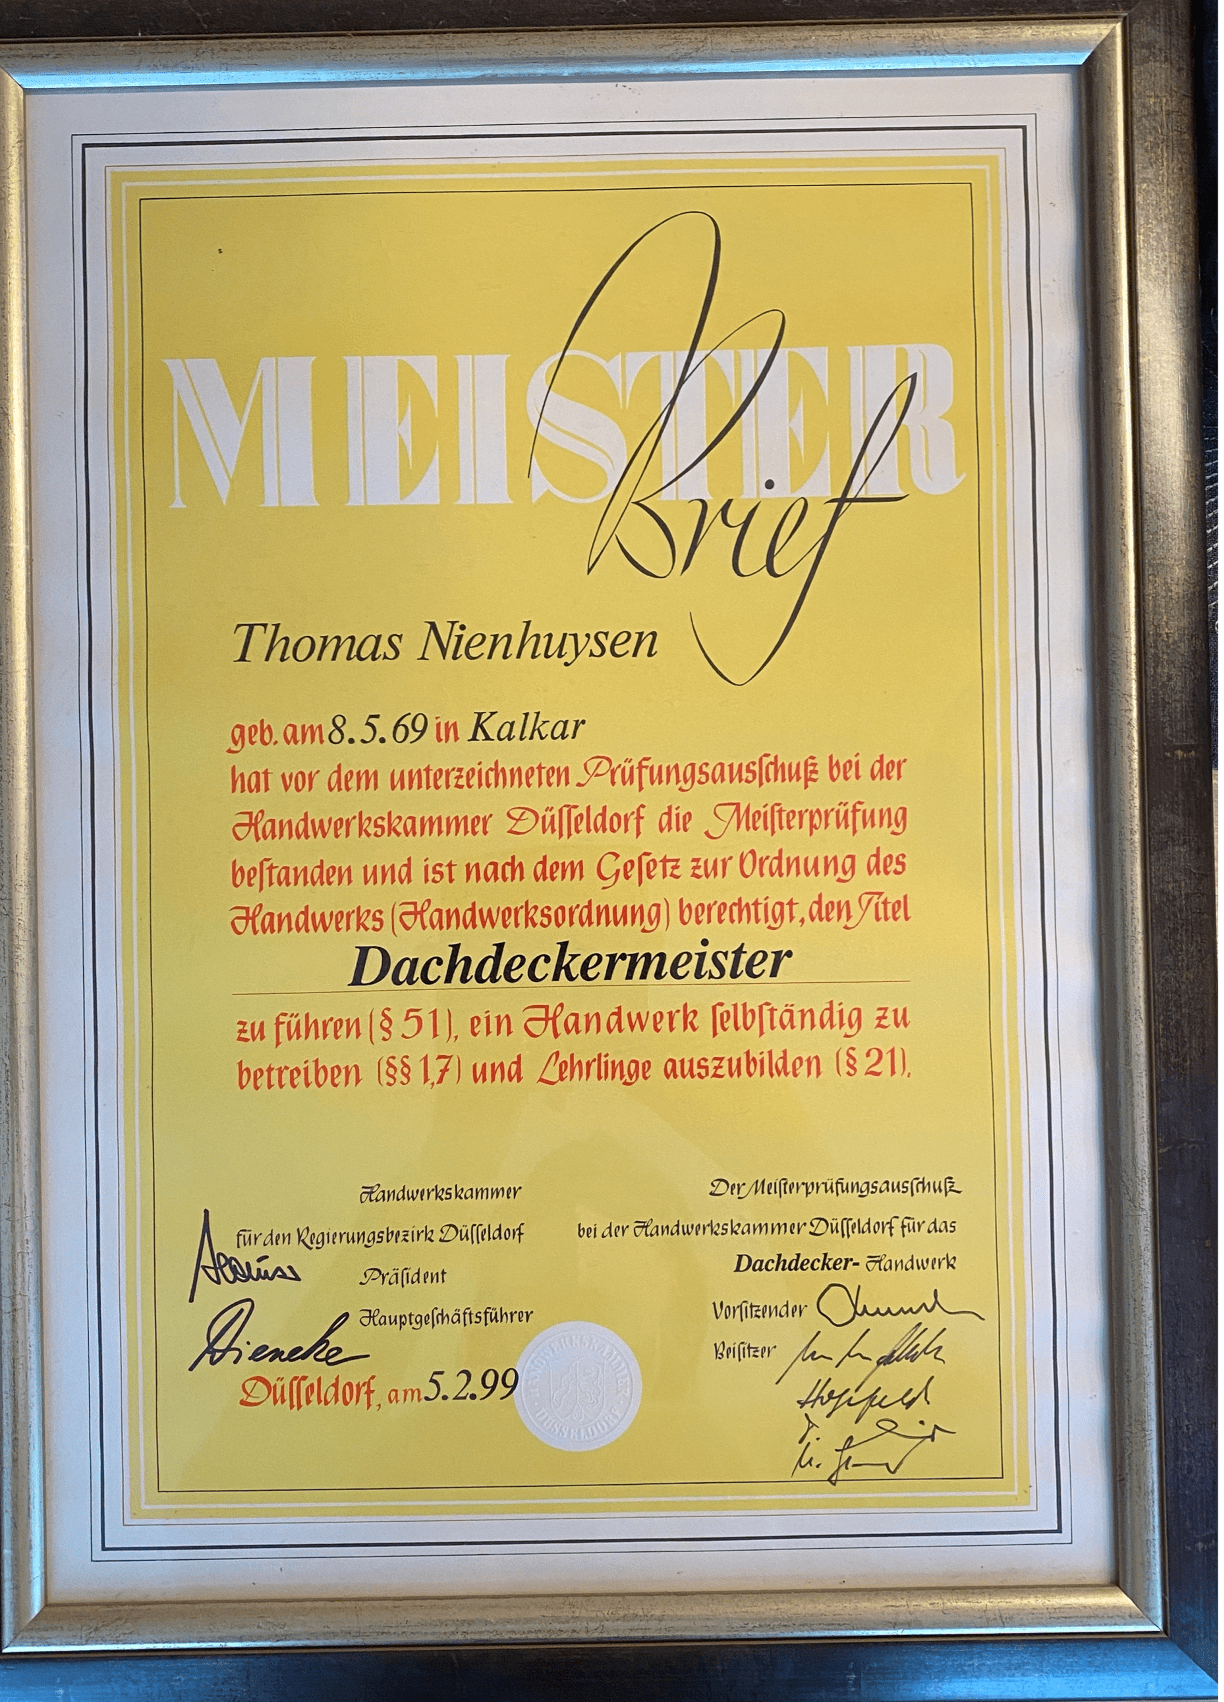 MEISTER
Brief
Thomas Nienhuysen
geb. am 8.5.69 in Kalkar
hat vor dem unterzeichneten Prüfungsausſchuß bei der
Handwerkskammer Düſſeldorf die Meiſterprüfung
beſtanden und ist nach dem Geſetz zur Ordnung des
Handwerks (Handwerksordnung) berechtigt, den Titel
Dachdeckermeister
zu führen (§ 51), ein Handwerk ſelbſtändig zu
betreiben (§§ 1,7) und Lehrlinge auszubilden (§ 21).
Handwerkskammer
für den Regierungsbezirk Düſſeldorf
Präſident
Hauptgeſchäftsführer
Dieneke
Düſſeldorf, am 5.2.99
HANDWERKSKAMMER DÜSSELDORF
Der Meiſterprüfungsausſchuß
bei der Handwerkskammer Düſſeldorf für das
Dachdecker- Handwerk
Vorſitzender
Beiſitzer